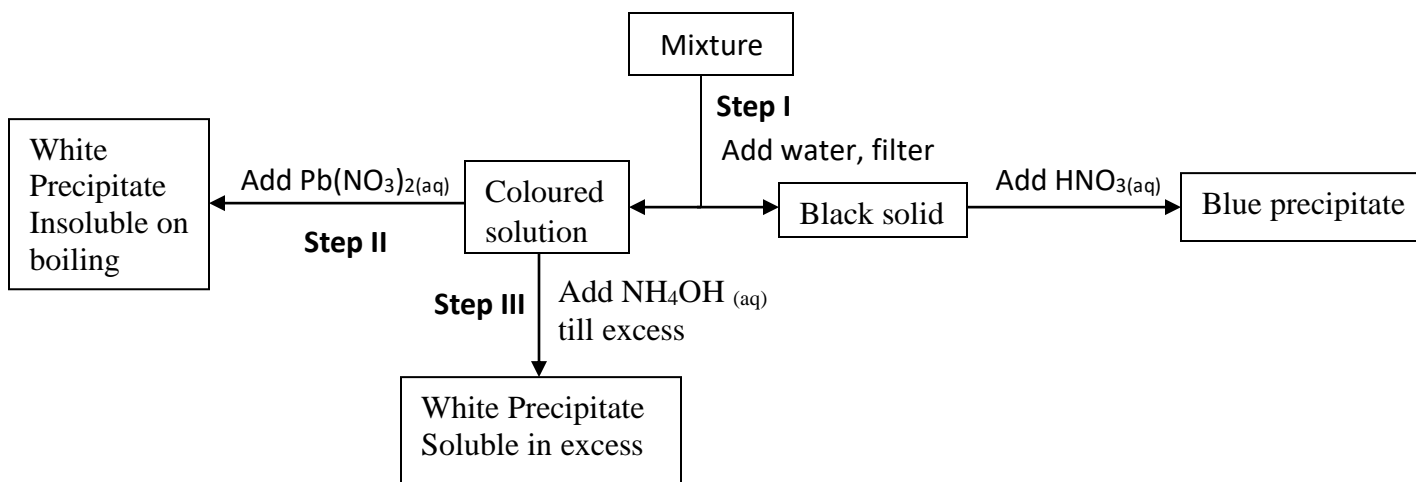 Mixture
Step I
Add water, filter
White
Precipitate
Insoluble on
boiling
Add Pb(NO₃)₂(aq)
Step II
Coloured
solution
Black solid
Add HNO₃(aq)
Blue precipitate
Step III
Add NH₄OH (aq)
till excess
White Precipitate
Soluble in excess